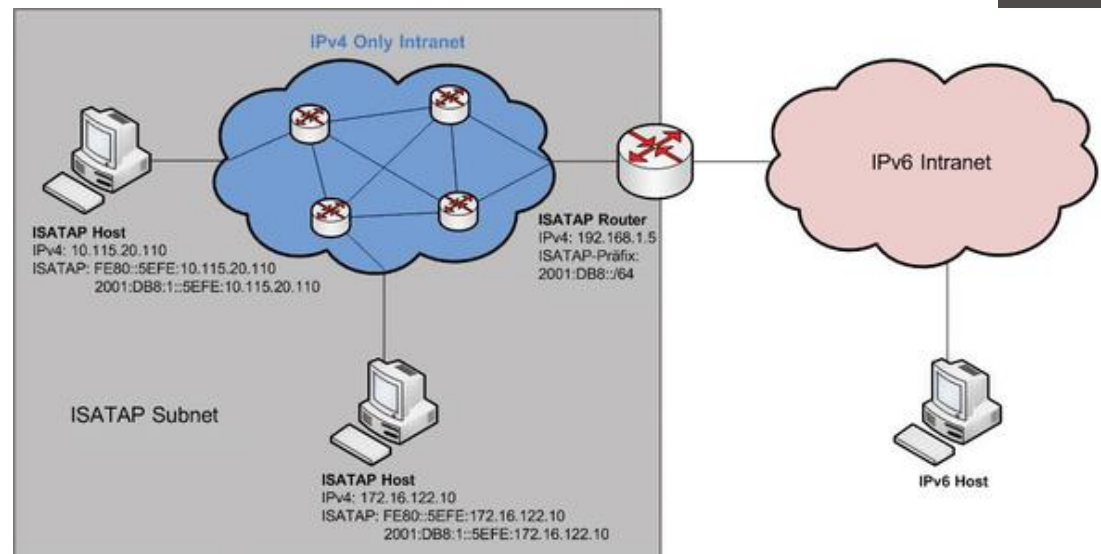 IPv4 Only Intranet
IPv6 Intranet
ISATAP Host
IPv4: 10.115.20.110
ISATAP: FE80::5EFE:10.115.20.110
2001:DB8:1::5EFE:10.115.20.110
ISATAP Router
IPv4: 192.168.1.5
ISATAP-Präfix:
2001:DB8::/64
ISATAP Subnet
ISATAP Host
IPv4: 172.16.122.10
ISATAP: FE80::5EFE:172.16.122.10
2001:DB8:1::5EFE:172.16.122.10
IPv6 Host